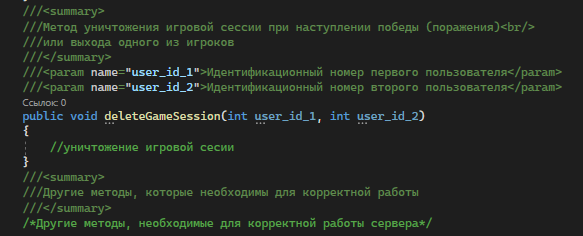 ///<summary>
///Метод уничтожения игровой сессии при наступлении победы (поражения)<br/>
///или выхода одного из игроков
///</summary>
///<param name="user_id_1">Идентификационный номер первого пользователя</param>
///<param name="user_id_2">Идентификационный номер второго пользователя</param>
Ссылок: 0
public void deleteGameSession(int user_id_1, int user_id_2)
{
//уничтожение игровой сесии
}
///<summary>
///Другие методы, которые необходимы для корректной работы
///</summary>
/*Другие методы, необходимые для корректной работы сервера*/